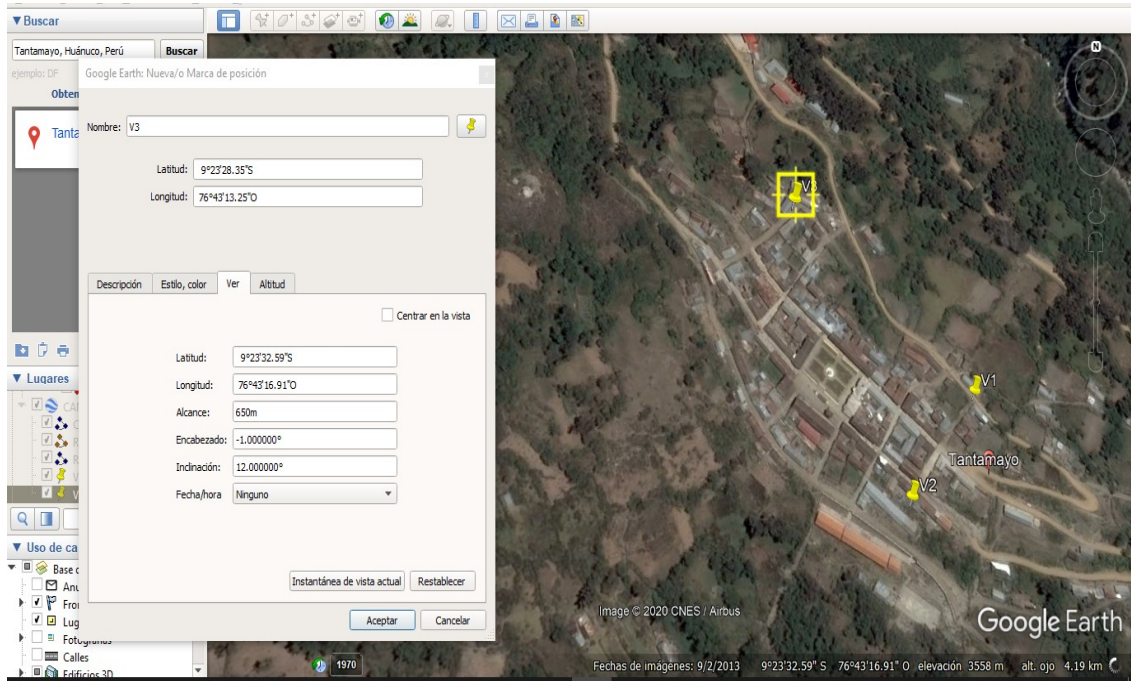 Buscar
Tantamayo, Huánuco, Perú
Buscar
ejemplo: DF
Google Earth: Nueva/o Marca de posición
Nombre: V3
Latitud: 9°23'28.35"S
Longitud: 76°43'13.25"O
Descripción Estilo, color Ver Altitud
Centrar en la vista
Latitud: 9°23'32.59"S
Longitud: 76°43'16.91"O
Alcance: 650m
Encabezado: -1.000000°
Inclinación: 12.000000°
Fecha/hora Ninguno
Instantánea de vista actual Restablecer
Aceptar Cancelar
Lugares
Uso de ca
Base d
Anu
Fron
Lug
Fotografías
Calles
Edificios 3D
N
V3
V1
Tantamayo
V2
Image © 2020 CNES / Airbus
Google Earth
1970
Fechas de imágenes: 9/2/2013 9°23'32.59" S 76°43'16.91" O elevación 3558 m alt. ojo 4.19 km